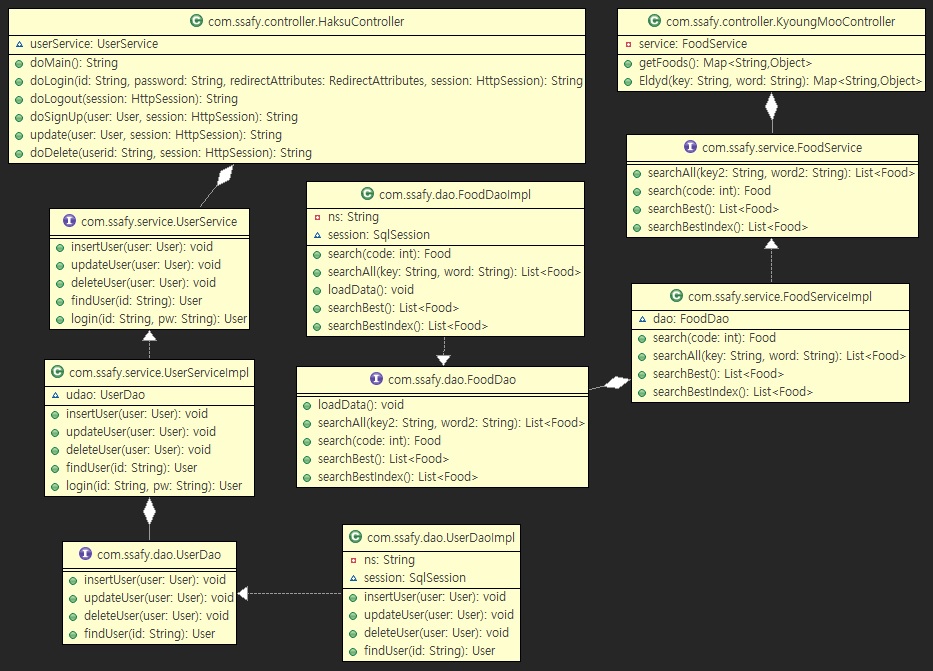 com.ssafy.controller.HaksuController
userService: UserService
doMain(): String
doLogin(id: String, password: String, redirectAttributes: RedirectAttributes, session: HttpSession): String
doLogout(session: HttpSession): String
doSignUp(user: User, session: HttpSession): String
update(user: User, session: HttpSession): String
doDelete(userid: String, session: HttpSession): String
com.ssafy.controller.KyoungMooController
service: FoodService
getFoods(): Map<String,Object>
Eldyd(key: String, word: String): Map<String,Object>
com.ssafy.service.FoodService
searchAll(key2: String, word2: String): List<Food>
search(code: int): Food
searchBest(): List<Food>
searchBestIndex(): List<Food>
com.ssafy.dao.FoodDaoImpl
ns: String
session: SqlSession
search(code: int): Food
searchAll(key: String, word: String): List<Food>
loadData(): void
searchBest(): List<Food>
searchBestIndex(): List<Food>
com.ssafy.service.UserService
insertUser(user: User): void
updateUser(user: User): void
deleteUser(user: User): void
findUser(id: String): User
login(id: String, pw: String): User
com.ssafy.service.FoodServiceImpl
dao: FoodDao
search(code: int): Food
searchAll(key: String, word: String): List<Food>
searchBest(): List<Food>
searchBestIndex(): List<Food>
com.ssafy.service.UserServiceImpl
udao: UserDao
insertUser(user: User): void
updateUser(user: User): void
deleteUser(user: User): void
findUser(id: String): User
login(id: String, pw: String): User
com.ssafy.dao.FoodDao
loadData(): void
searchAll(key2: String, word2: String): List<Food>
search(code: int): Food
searchBest(): List<Food>
searchBestIndex(): List<Food>
com.ssafy.dao.UserDao
insertUser(user: User): void
updateUser(user: User): void
deleteUser(user: User): void
findUser(id: String): User
com.ssafy.dao.UserDaoImpl
ns: String
session: SqlSession
insertUser(user: User): void
updateUser(user: User): void
deleteUser(user: User): void
findUser(id: String): User